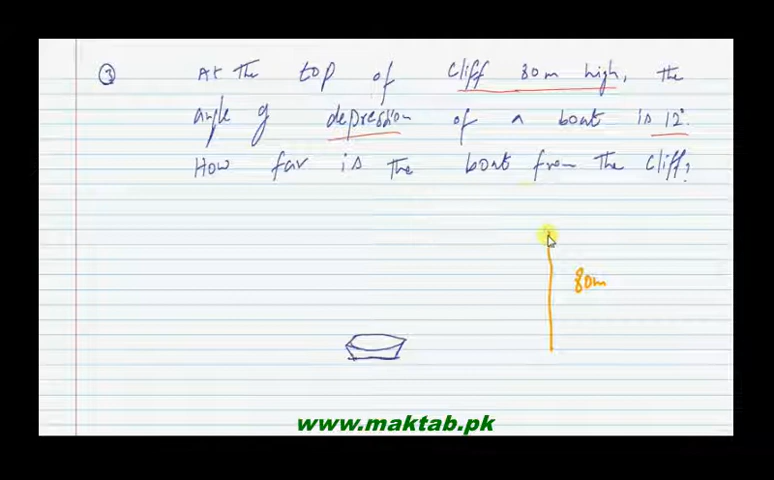 3 At the top of cliff 80m high, the
angle of depression of a boat is 12°.
How far is the boat from the cliff?
80m
www.maktab.pk